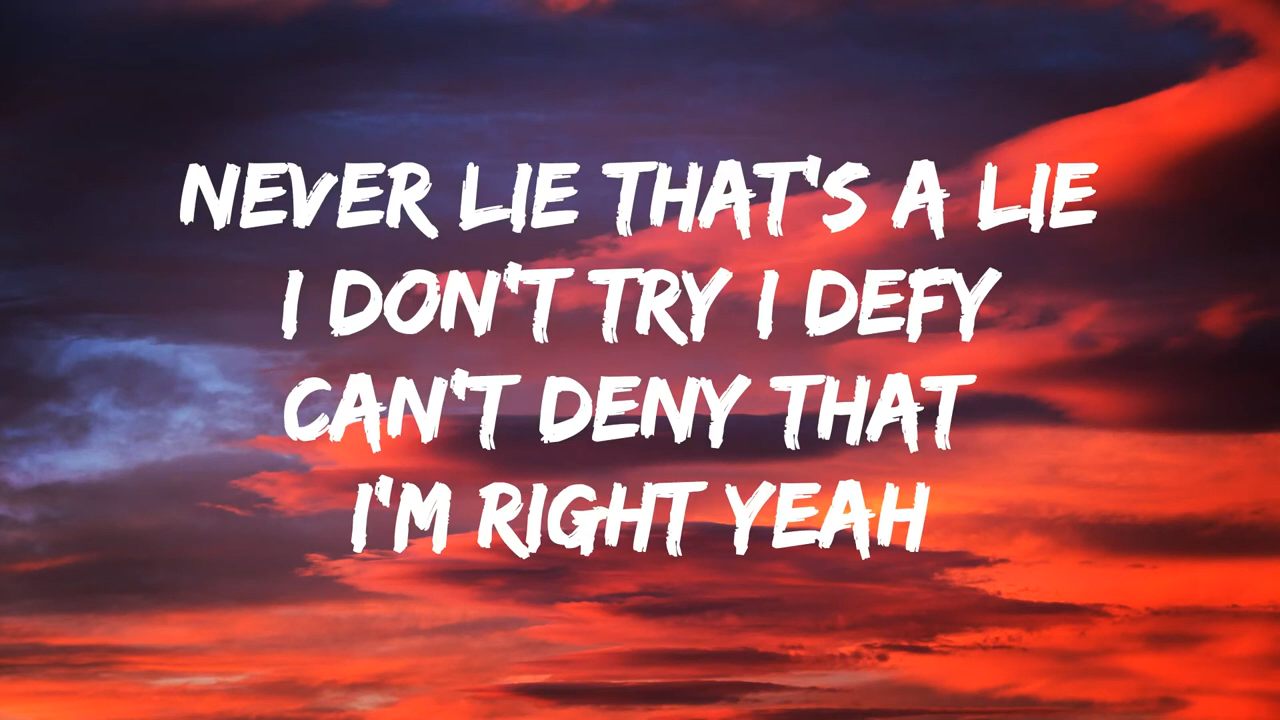 NEVER LIE THAT'S A LIE
I DON'T TRY I DEFY
CAN'T DENY THAT
I'M RIGHT YEAH